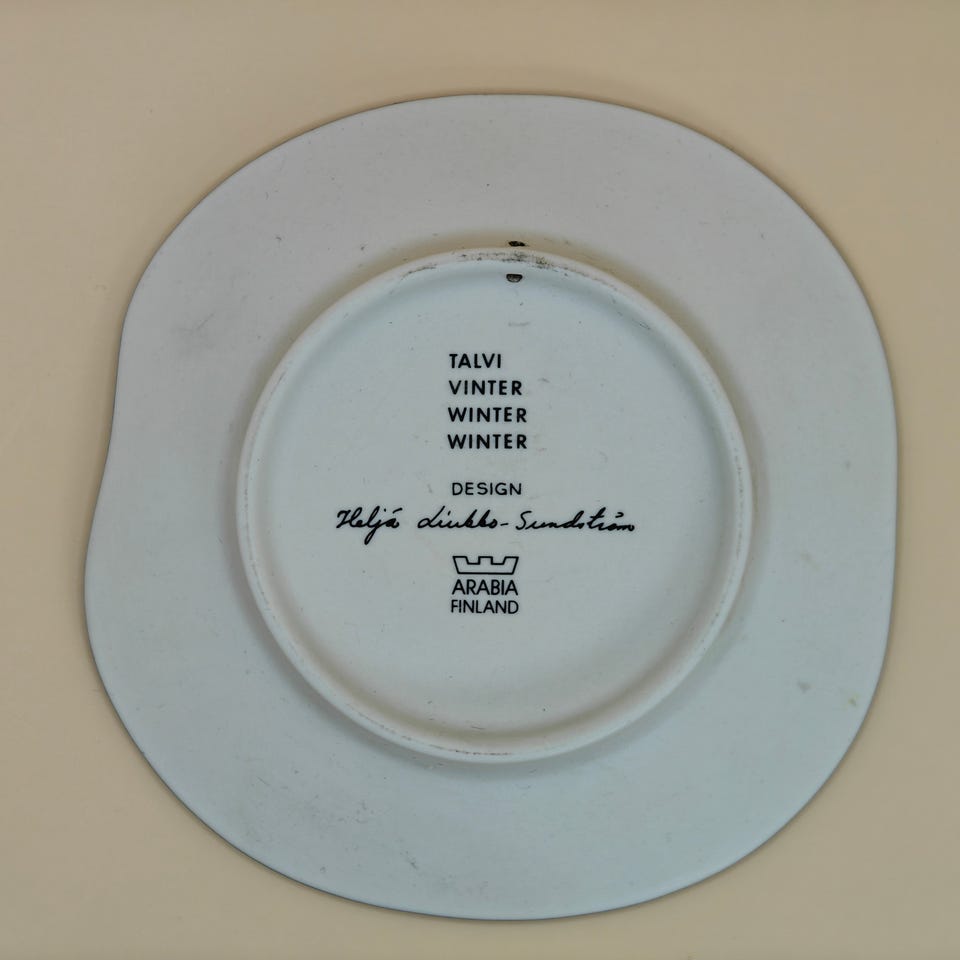 TALVI
VINTER
WINTER
WINTER
DESIGN
Heljä Liukko-Sundström
ARABIA
FINLAND